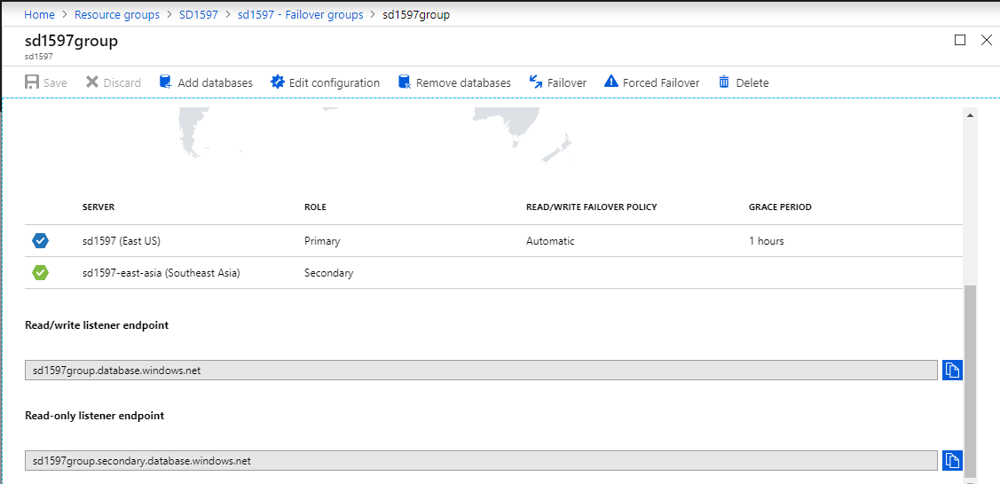 Home > Resource groups > SD1597 > sd1597 - Failover groups > sd1597group
sd1597group
sd1597
Save Discard Add databases Edit configuration Remove databases Failover Forced Failover Delete
SERVER ROLE READ/WRITE FAILOVER POLICY GRACE PERIOD
sd1597 (East US) Primary Automatic 1 hours
sd1597-east-asia (Southeast Asia) Secondary
Read/write listener endpoint
sd1597group.database.windows.net
Read-only listener endpoint
sd1597group.secondary.database.windows.net